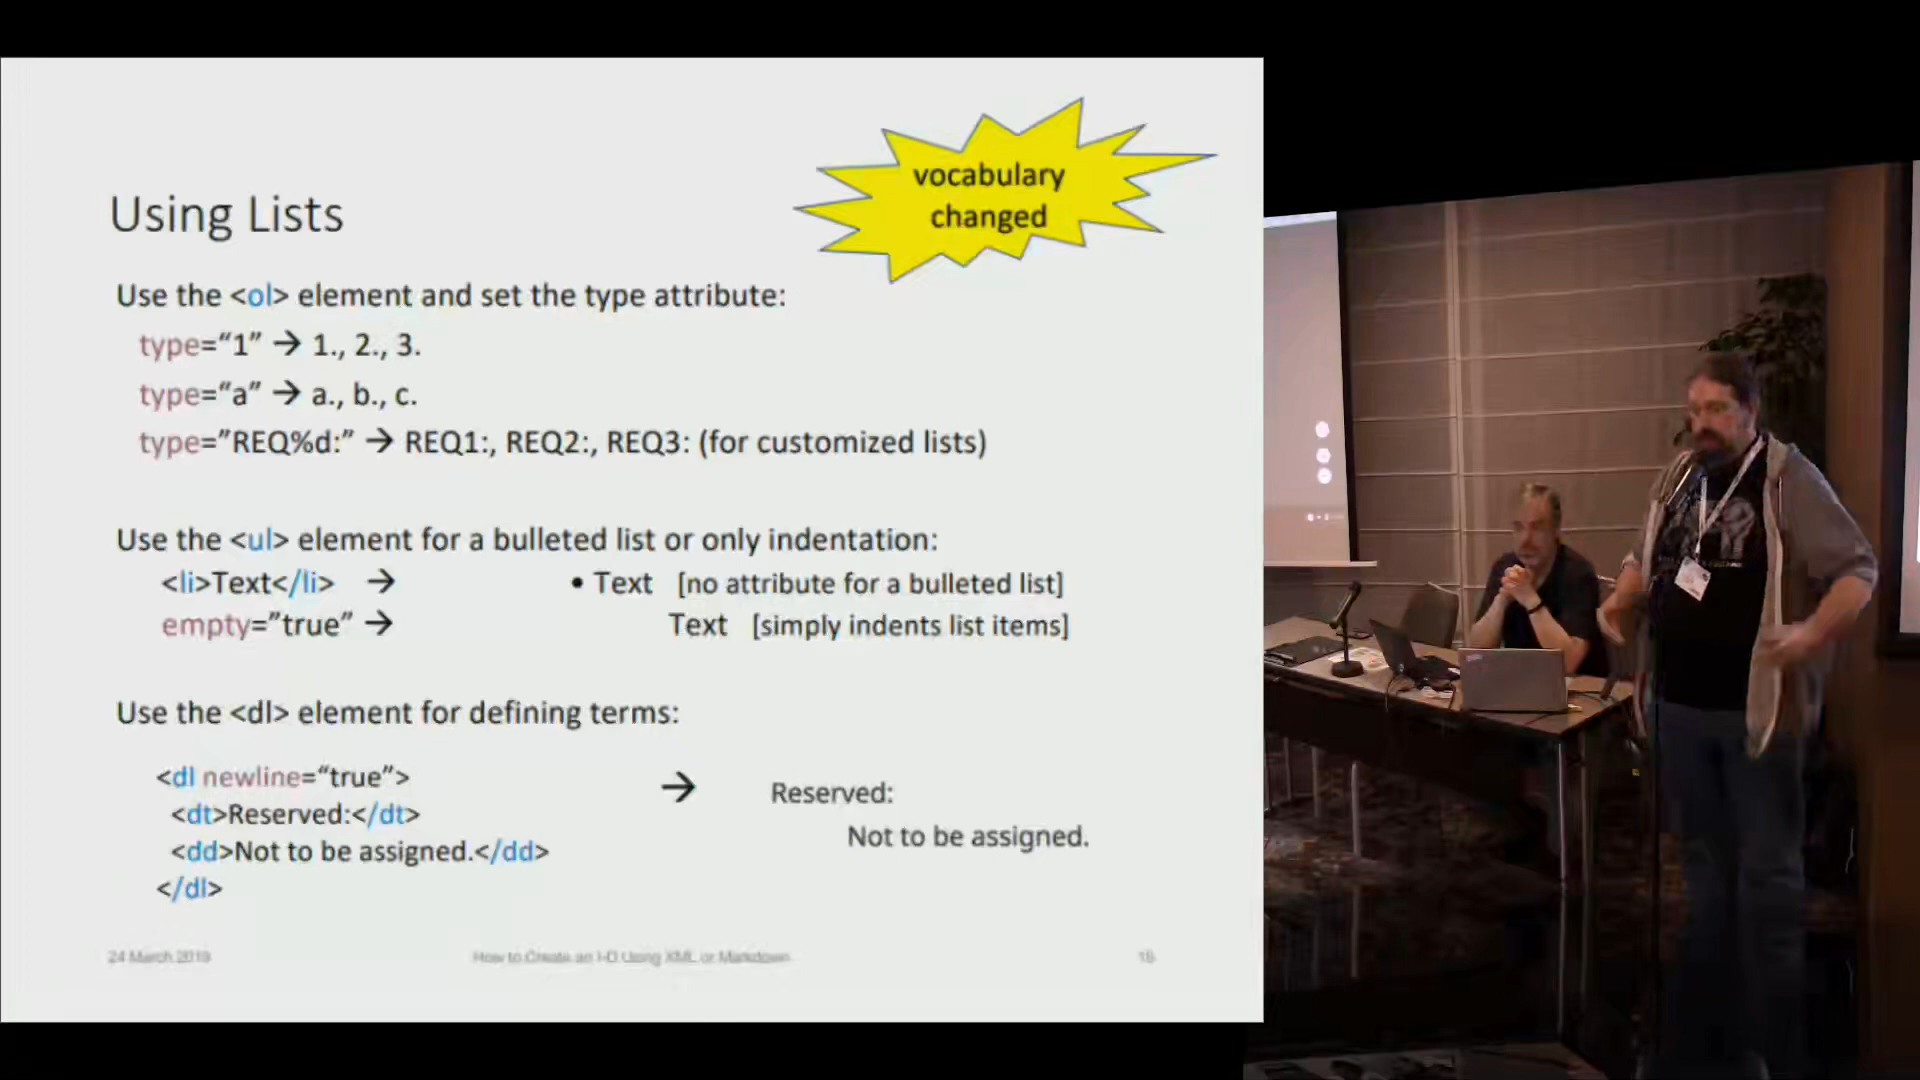 vocabulary
changed
Using Lists
Use the <ol> element and set the type attribute:
type=“1” → 1., 2., 3.
type=“a” → a., b., c.
type=”REQ%d:” → REQ1:, REQ2:, REQ3: (for customized lists)
Use the <ul> element for a bulleted list or only indentation:
<li>Text</li> → • Text [no attribute for a bulleted list]
empty=”true” → Text [simply indents list items]
Use the <dl> element for defining terms:
<dl newline=“true”>
<dt>Reserved:</dt>
<dd>Not to be assigned.</dd>
</dl>
→
Reserved:
Not to be assigned.
24 March 2019 How to Create an I-D Using XML or Markdown